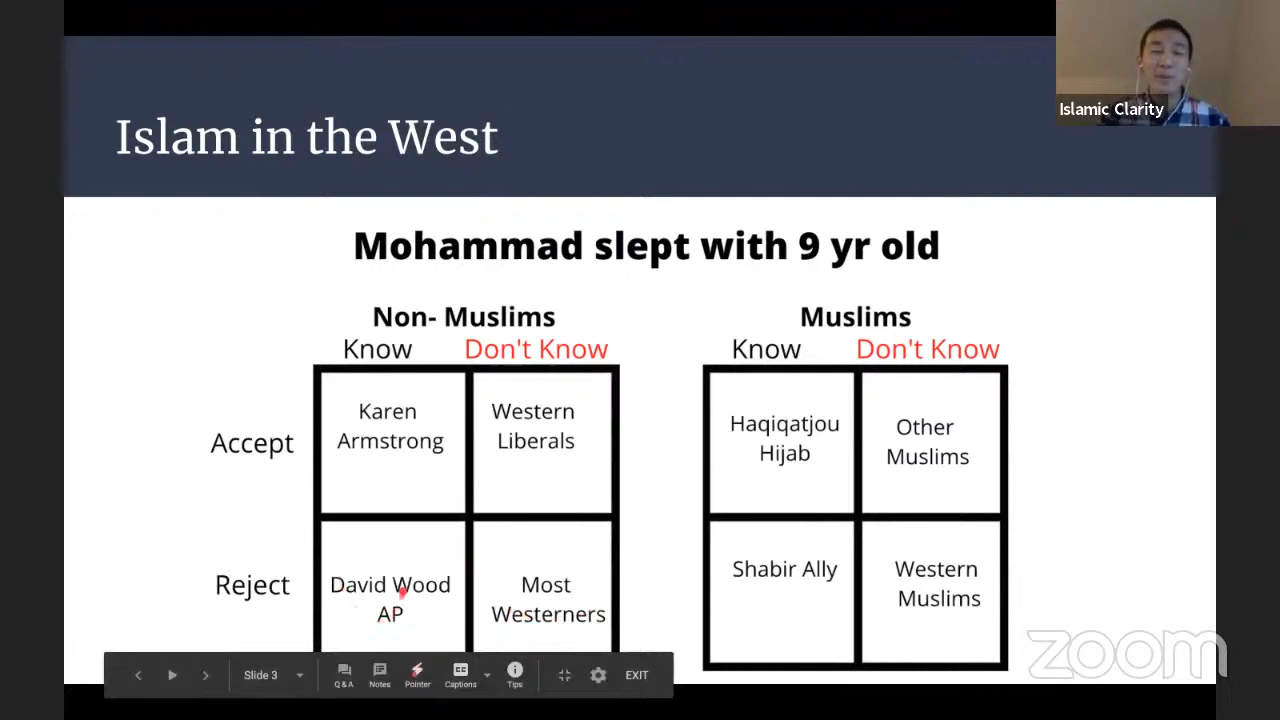 Islamic Clarity
Islam in the West
Mohammad slept with 9 yr old
Non- Muslims
Know Don't Know
Muslims
Know Don't Know
Accept
Karen
Armstrong
Western
Liberals
Haqiqatjou
Hijab
Other
Muslims
Reject
David Wood
AP
Most
Westerners
Shabir Ally
Western
Muslims
Slide 3
Q & A
Notes
Pointer
Captions
Tips
EXIT
zoom